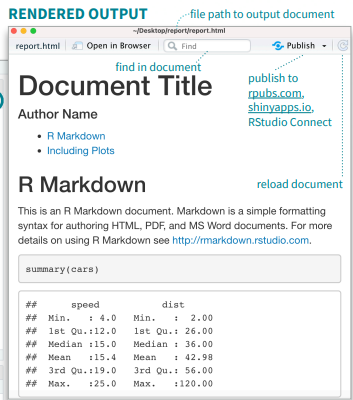 RENDERED OUTPUT
file path to output document
~/Desktop/report/report.html
report.html
Open in Browser
Find
Publish
find in document
publish to
rpubs.com,
shinyapps.io,
RStudio Connect
reload document
Document Title
Author Name
• R Markdown
• Including Plots
R Markdown
This is an R Markdown document. Markdown is a simple formatting
syntax for authoring HTML, PDF, and MS Word documents. For more
details on using R Markdown see http://rmarkdown.rstudio.com.
summary(cars)
##      speed           dist
##  Min.   : 4.0   Min.   :  2.00
##  1st Qu.:12.0   1st Qu.: 26.00
##  Median :15.0   Median : 36.00
##  Mean   :15.4   Mean   : 42.98
##  3rd Qu.:19.0   3rd Qu.: 56.00
##  Max.   :25.0   Max.   :120.00